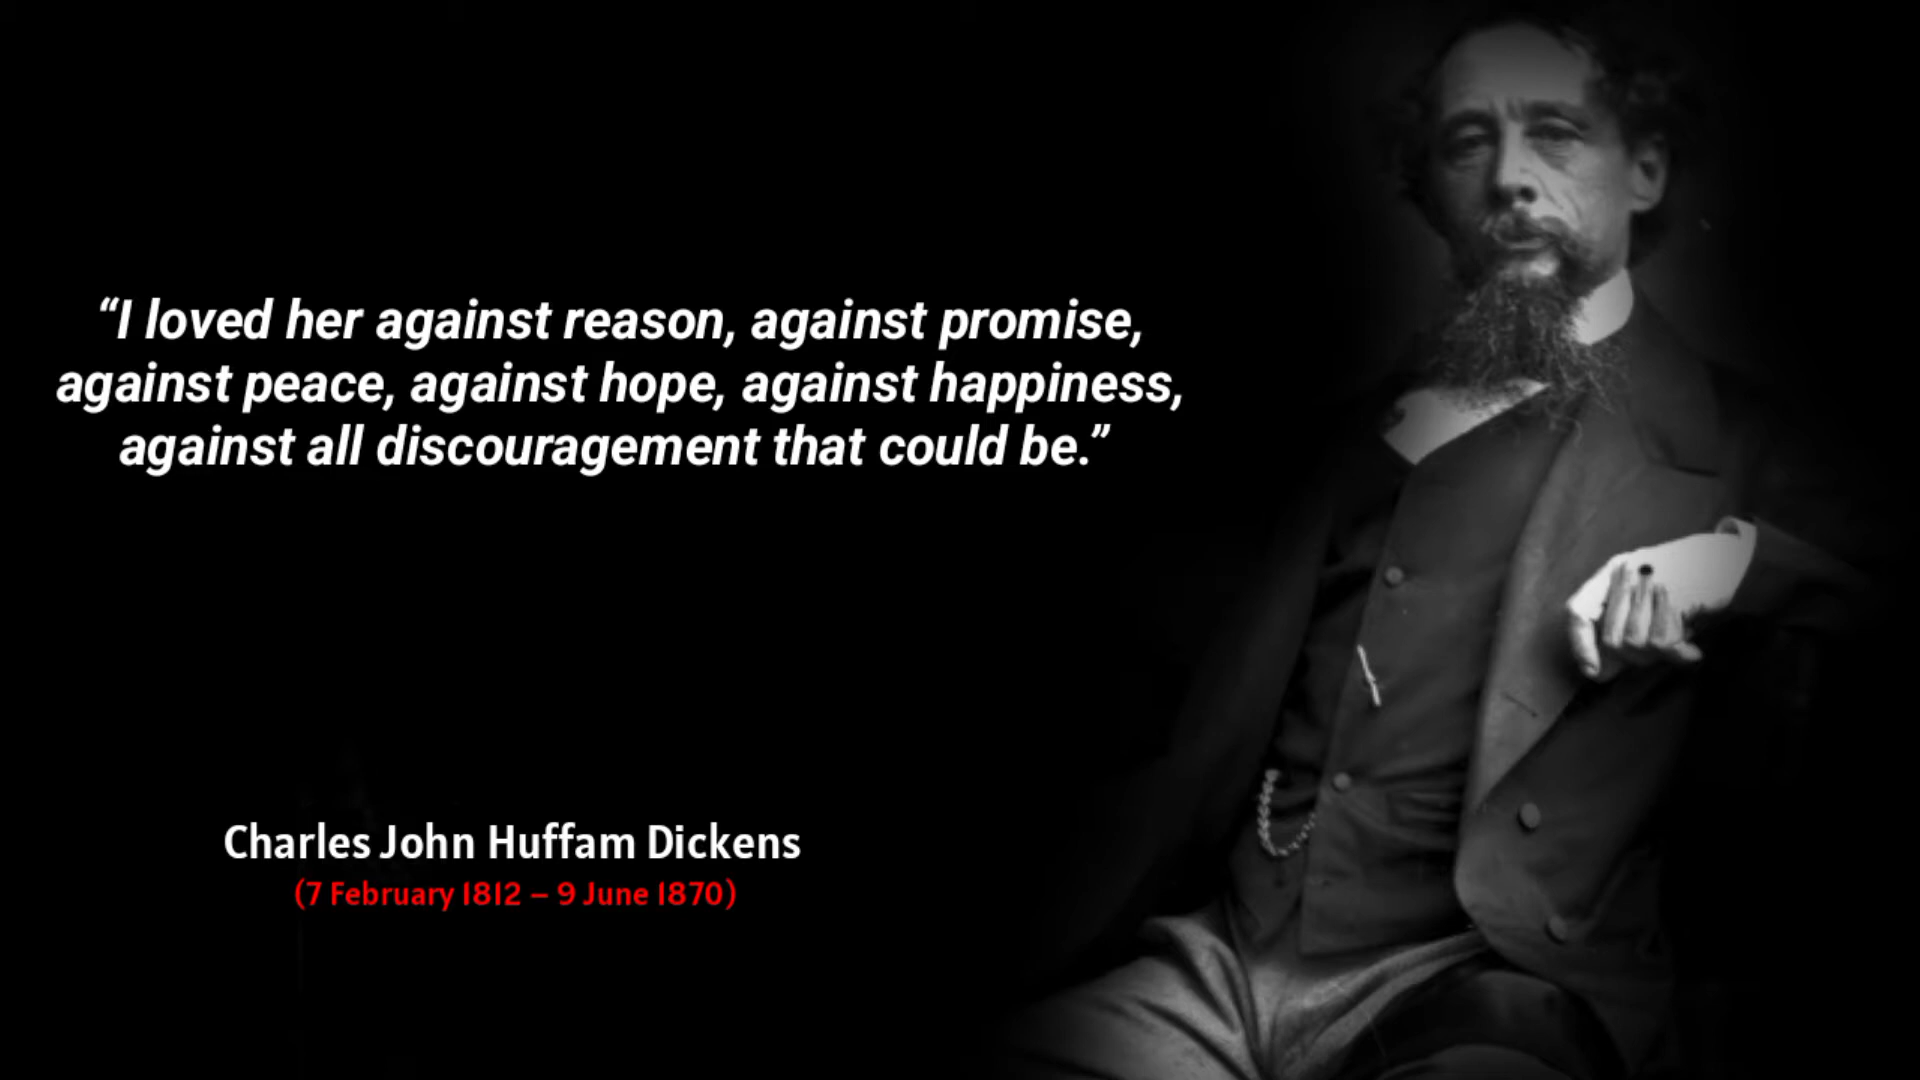 “I loved her against reason, against promise,
against peace, against hope, against happiness,
against all discouragement that could be.”
Charles John Huffam Dickens
(7 February 1812 – 9 June 1870)